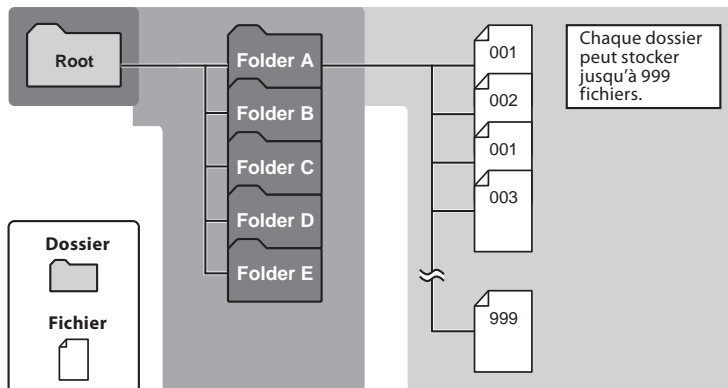 Root
Folder A
Folder B
Folder C
Folder D
Folder E
001
002
001
003
999
Chaque dossier
peut stocker
jusqu'à 999
fichiers.
Dossier
Fichier